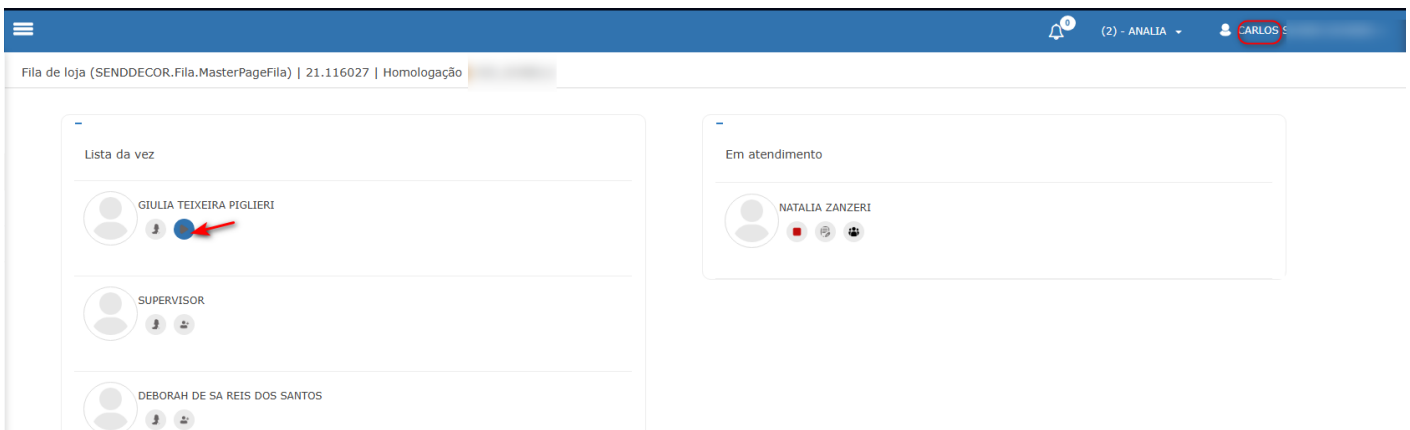 0
(2) - ANALIA
CARLOS S
Fila de loja (SENDDECOR.Fila.MasterPageFila) | 21.116027 | Homologação
Lista da vez
GIULIA TEIXEIRA PIGLIERI
SUPERVISOR
DEBORAH DE SA REIS DOS SANTOS
Em atendimento
NATALIA ZANZERI